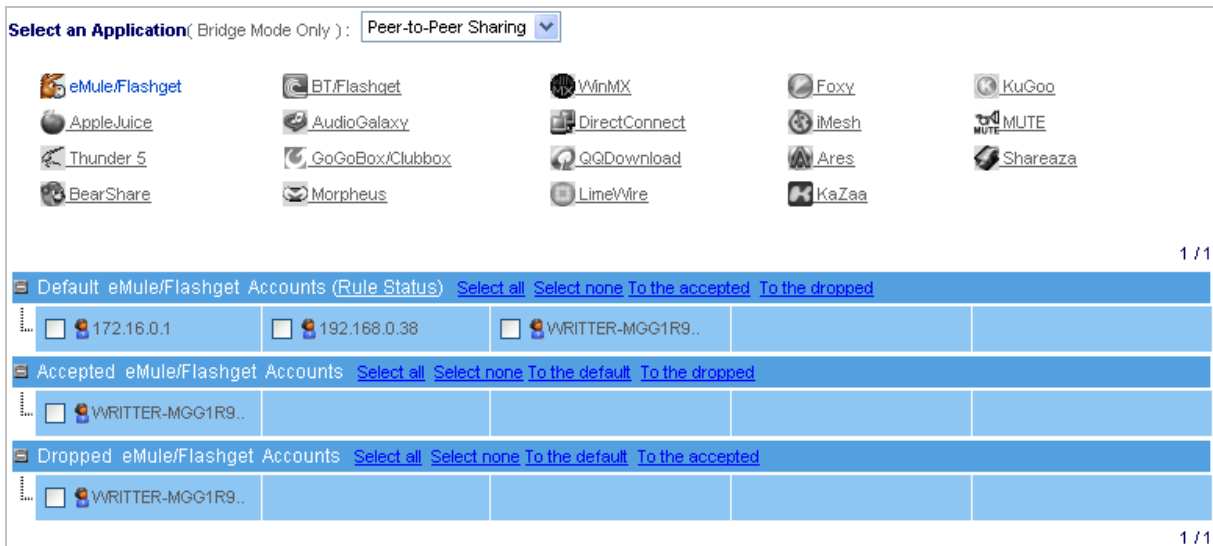 Select an Application( Bridge Mode Only ) : Peer-to-Peer Sharing
eMule/Flashget BT/Flashget WinMX Foxy KuGoo
AppleJuice AudioGalaxy DirectConnect iMesh MUTE MUTE
Thunder 5 GoGoBox/Clubbox QQDownload Ares Shareaza
BearShare Morpheus LimeWire KaZaa
1 / 1
Default eMule/Flashget Accounts (Rule Status) Select all Select none To the accepted To the dropped
172.16.0.1 192.168.0.38 WRITTER-MGG1R9..
Accepted eMule/Flashget Accounts Select all Select none To the default To the dropped
WRITTER-MGG1R9..
Dropped eMule/Flashget Accounts Select all Select none To the default To the accepted
WRITTER-MGG1R9..
1 / 1